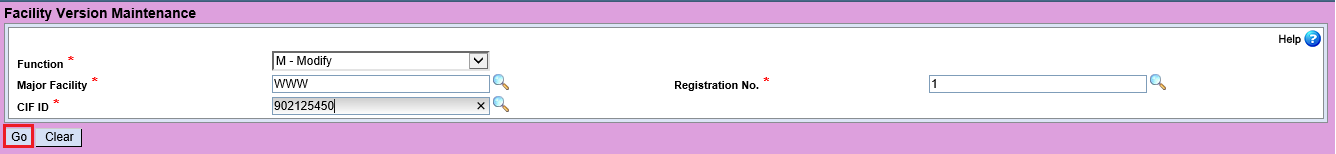 Facility Version Maintenance
Help ?
Function * M - Modify
Major Facility * WWW Registration No. * 1
CIF ID * 902125450 ×
Go Clear